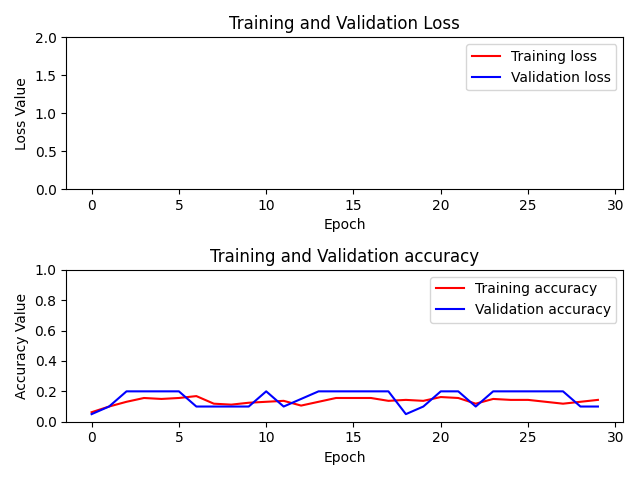 Training and Validation Loss
2.0
1.5
1.0
0.5
0.0
Loss Value
Training loss
Validation loss
0 5 10 15 20 25 30
Epoch
Training and Validation accuracy
1.0
0.8
0.6
0.4
0.2
0.0
Accuracy Value
Training accuracy
Validation accuracy
0 5 10 15 20 25 30
Epoch